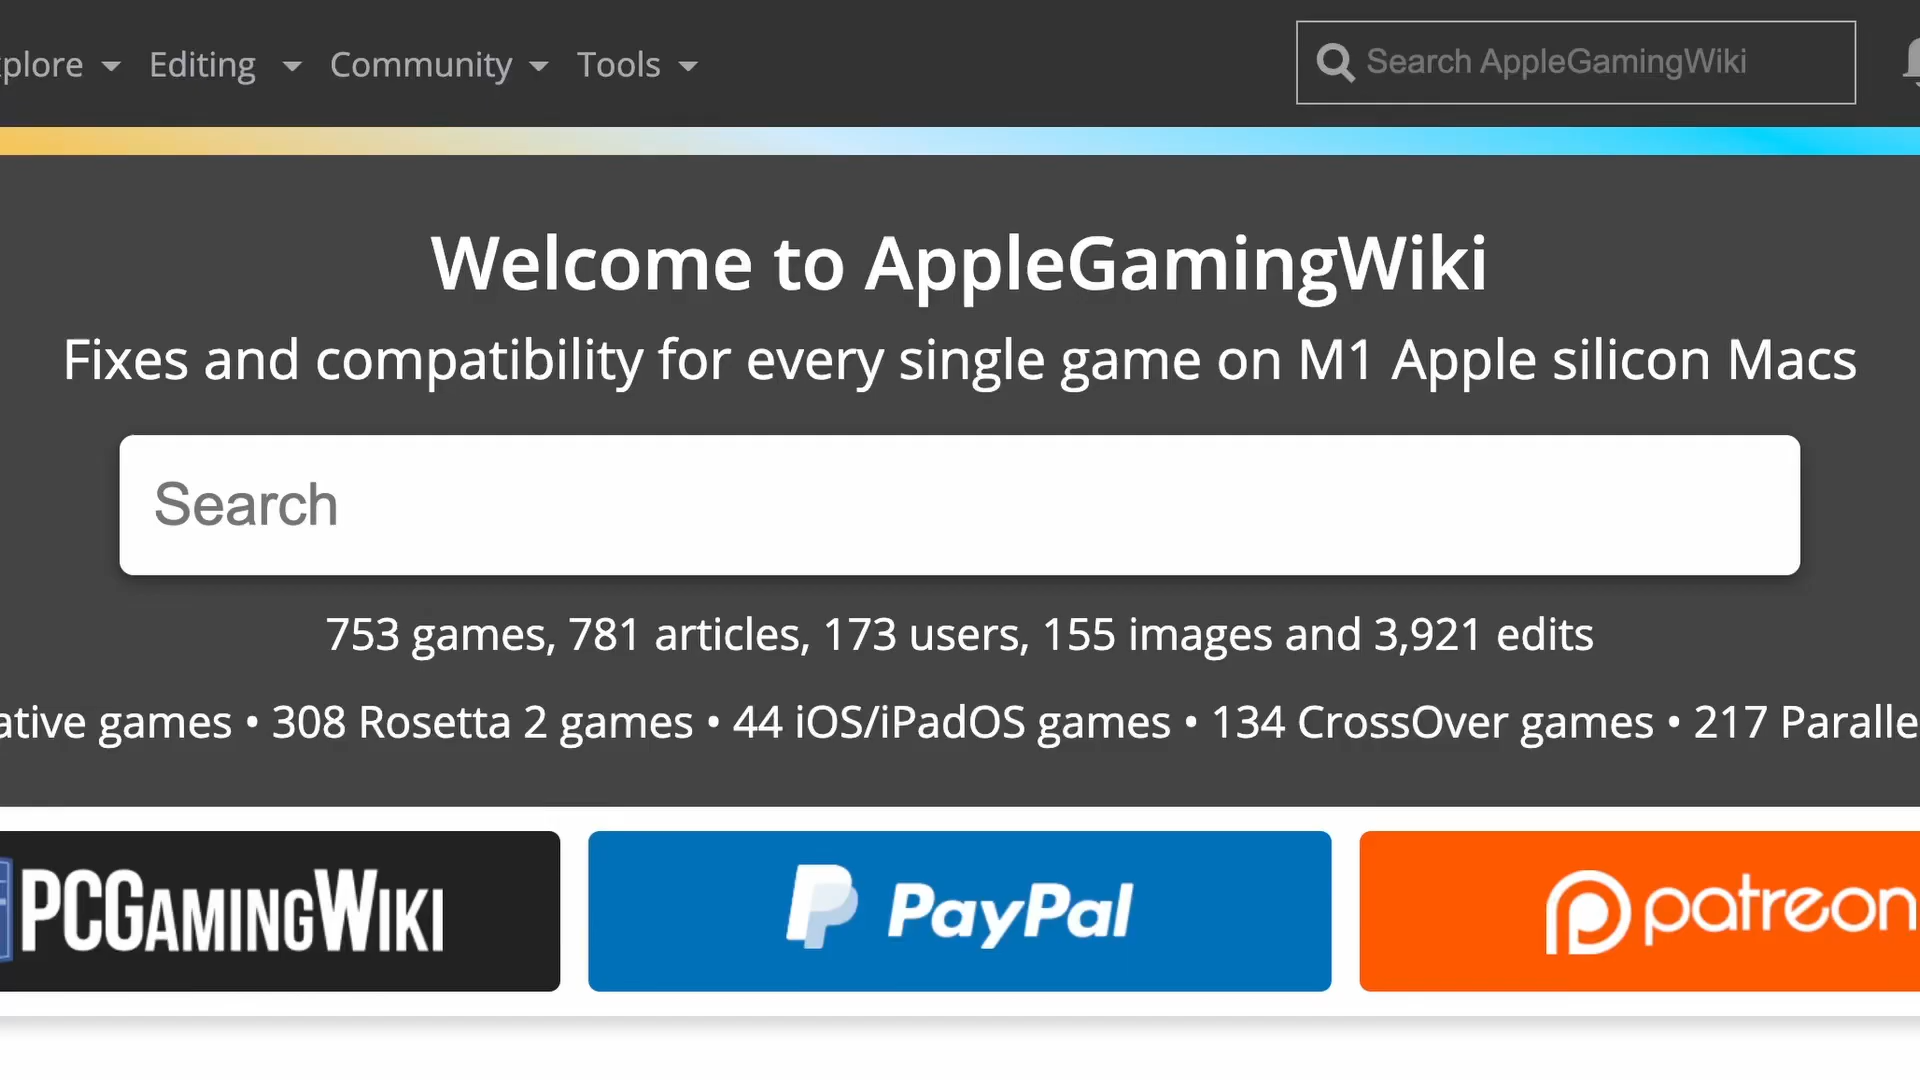 plore Editing Community Tools Search AppleGamingWiki
Welcome to AppleGamingWiki
Fixes and compatibility for every single game on M1 Apple silicon Macs
Search
753 games, 781 articles, 173 users, 155 images and 3,921 edits
ative games • 308 Rosetta 2 games • 44 iOS/iPadOS games • 134 CrossOver games • 217 Paralle
PCGamingWiki PayPal patreon